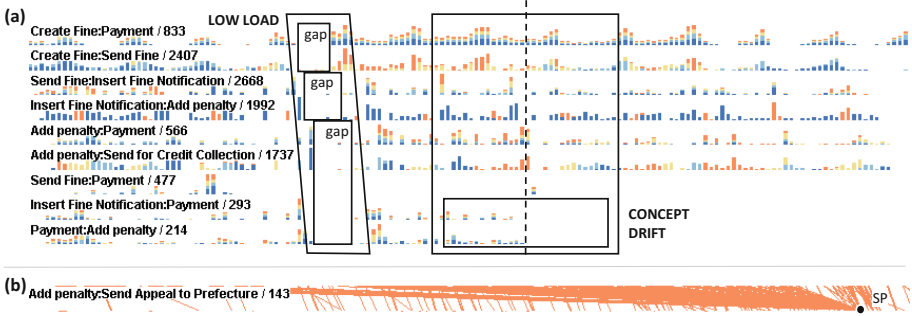 (a)
LOW LOAD
Create Fine:Payment / 833
gap
Create Fine:Send Fine / 2407
Send Fine:Insert Fine Notification / 2668
gap
Insert Fine Notification:Add penalty / 1992
Add penalty:Payment / 566
gap
Add penalty:Send for Credit Collection / 1737
Send Fine:Payment / 477
Insert Fine Notification:Payment / 293
CONCEPT
DRIFT
Payment:Add penalty / 214
(b)
Add penalty:Send Appeal to Prefecture / 143
SP